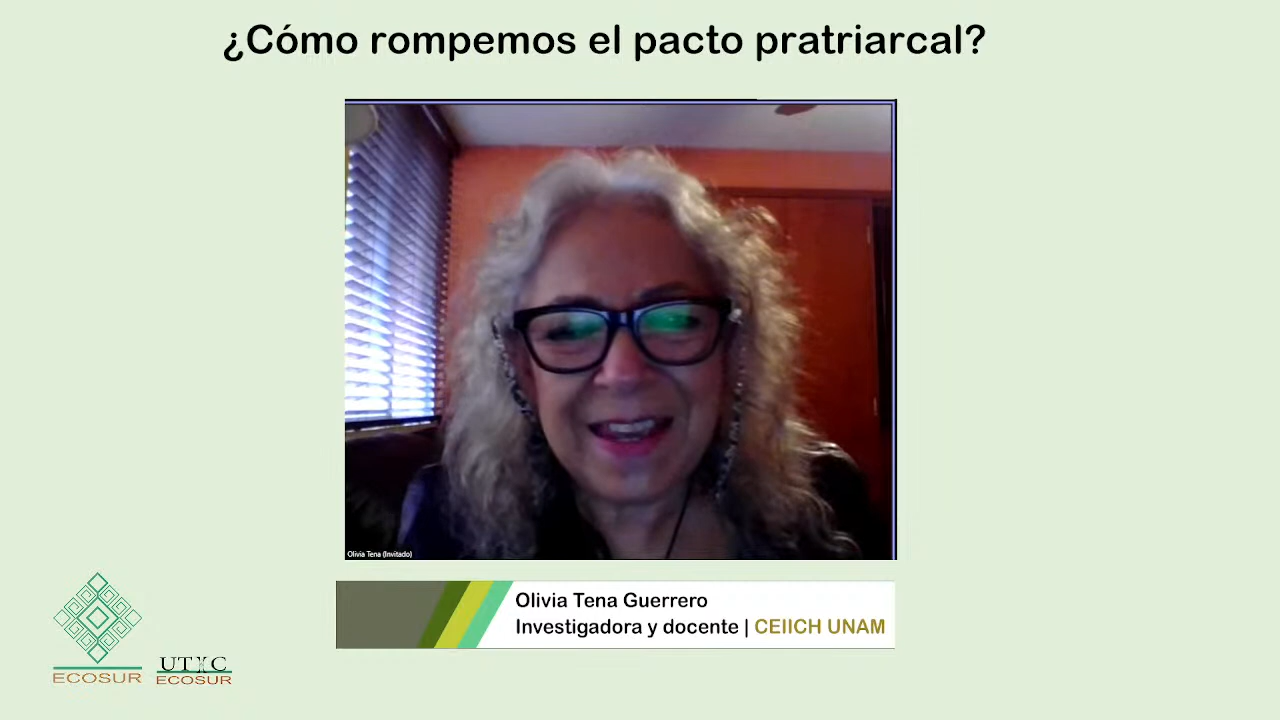 ¿Cómo rompemos el pacto pratriarcal?
Olivia Tena (Invitado)
Olivia Tena Guerrero
Investigadora y docente | CEIICH UNAM
ECOSUR
UTIC
ECOSUR